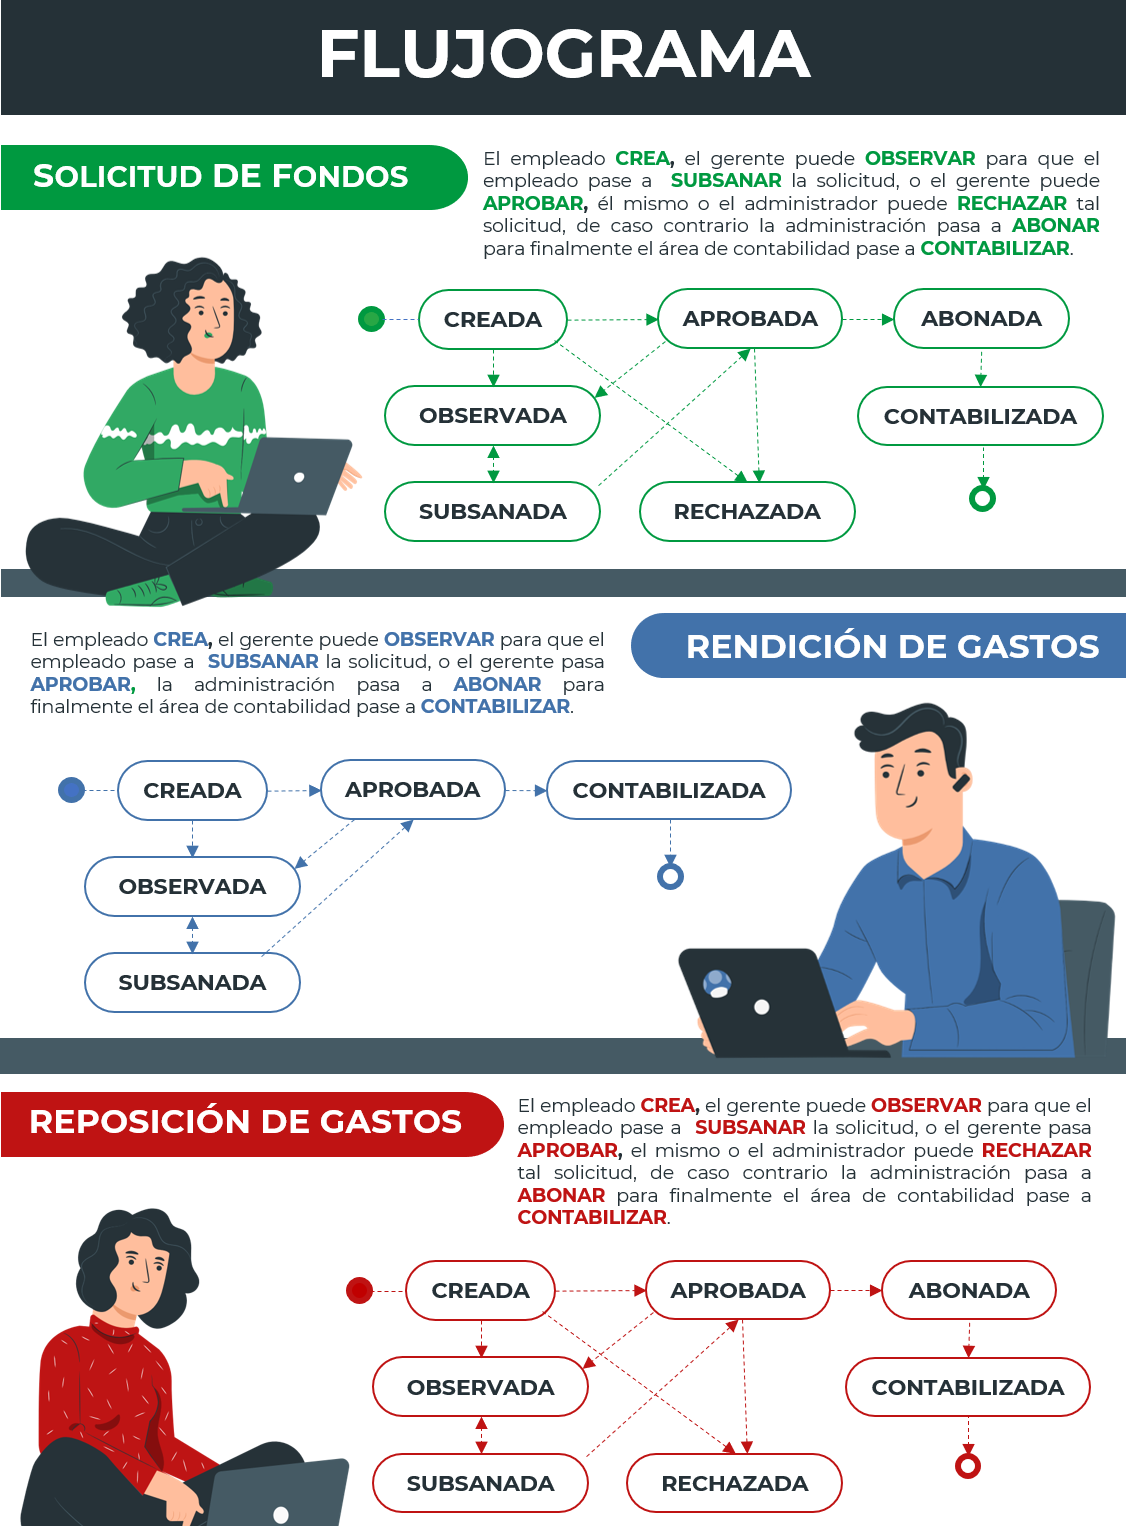 FLUJOGRAMA
SOLICITUD DE FONDOS
El empleado CREA, el gerente puede OBSERVAR para que el
empleado pase a SUBSANAR la solicitud, o el gerente puede
APROBAR, él mismo o el administrador puede RECHAZAR tal
solicitud, de caso contrario la administración pasa a ABONAR
para finalmente el área de contabilidad pase a CONTABILIZAR.
CREADA
APROBADA
ABONADA
OBSERVADA
CONTABILIZADA
SUBSANADA
RECHAZADA
El empleado CREA, el gerente puede OBSERVAR para que el
empleado pase a SUBSANAR la solicitud, o el gerente pasa
APROBAR, la administración pasa a ABONAR para
finalmente el área de contabilidad pase a CONTABILIZAR.
RENDICIÓN DE GASTOS
CREADA
APROBADA
CONTABILIZADA
OBSERVADA
SUBSANADA
REPOSICIÓN DE GASTOS
El empleado CREA, el gerente puede OBSERVAR para que el
empleado pase a SUBSANAR la solicitud, o el gerente pasa
APROBAR, el mismo o el administrador puede RECHAZAR
tal solicitud, de caso contrario la administración pasa a
ABONAR para finalmente el área de contabilidad pase a
CONTABILIZAR.
CREADA
APROBADA
ABONADA
OBSERVADA
CONTABILIZADA
SUBSANADA
RECHAZADA